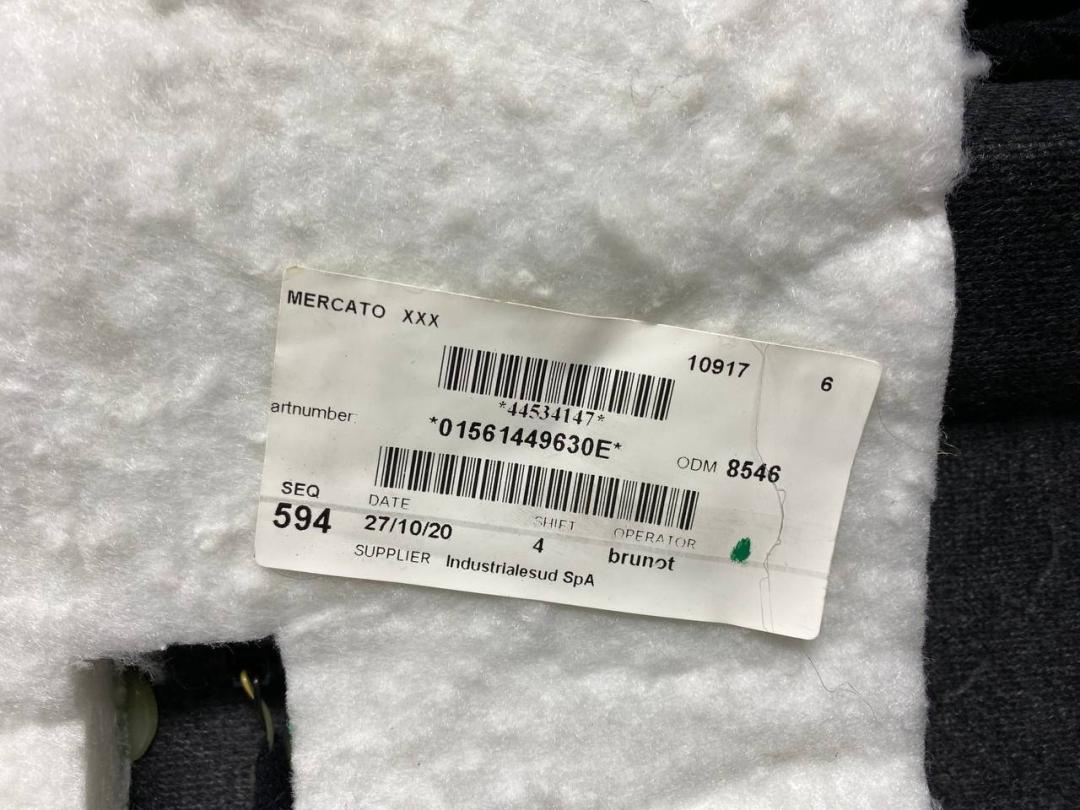 MERCATO XXX
10917 6
*44534147*
artnumber:
*01561449630E*
ODM 8546
SEQ
594
DATE
27/10/20
SHIFT
4
OPERATOR
brunot
SUPPLIER Industrialesud SpA